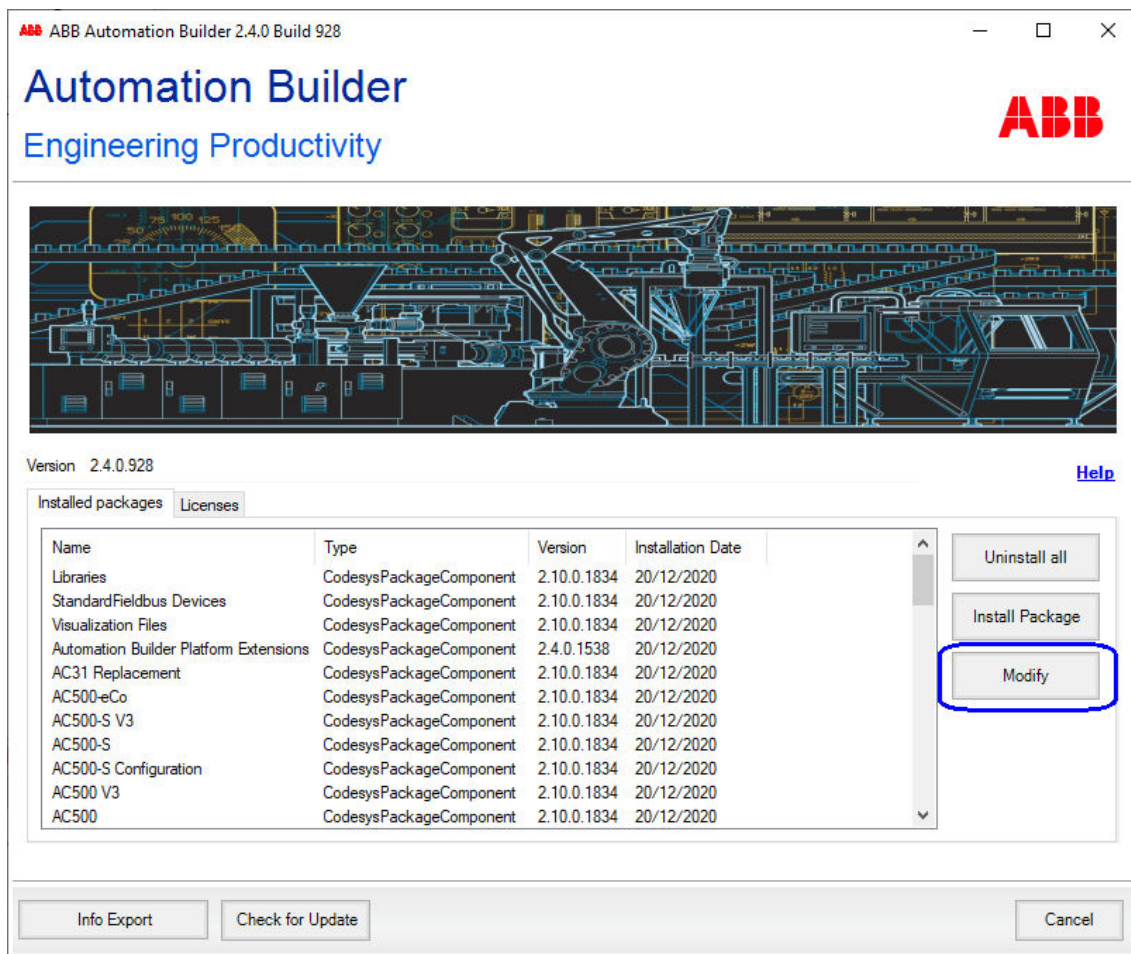 ABB ABB Automation Builder 2.4.0 Build 928
Automation Builder
ABB
Engineering Productivity
75 100 125
50
Version 2.4.0.928
Help
Installed packages Licenses
Name Type Version Installation Date
Uninstall all
Libraries CodesysPackageComponent 2.10.0.1834 20/12/2020
StandardFieldbus Devices CodesysPackageComponent 2.10.0.1834 20/12/2020
Install Package
Visualization Files CodesysPackageComponent 2.10.0.1834 20/12/2020
Automation Builder Platform Extensions CodesysPackageComponent 2.4.0.1538 20/12/2020
AC31 Replacement CodesysPackageComponent 2.10.0.1834 20/12/2020
Modify
AC500-eCo CodesysPackageComponent 2.10.0.1834 20/12/2020
AC500-S V3 CodesysPackageComponent 2.10.0.1834 20/12/2020
AC500-S CodesysPackageComponent 2.10.0.1834 20/12/2020
AC500-S Configuration CodesysPackageComponent 2.10.0.1834 20/12/2020
AC500 V3 CodesysPackageComponent 2.10.0.1834 20/12/2020
AC500 CodesysPackageComponent 2.10.0.1834 20/12/2020
Info Export Check for Update Cancel